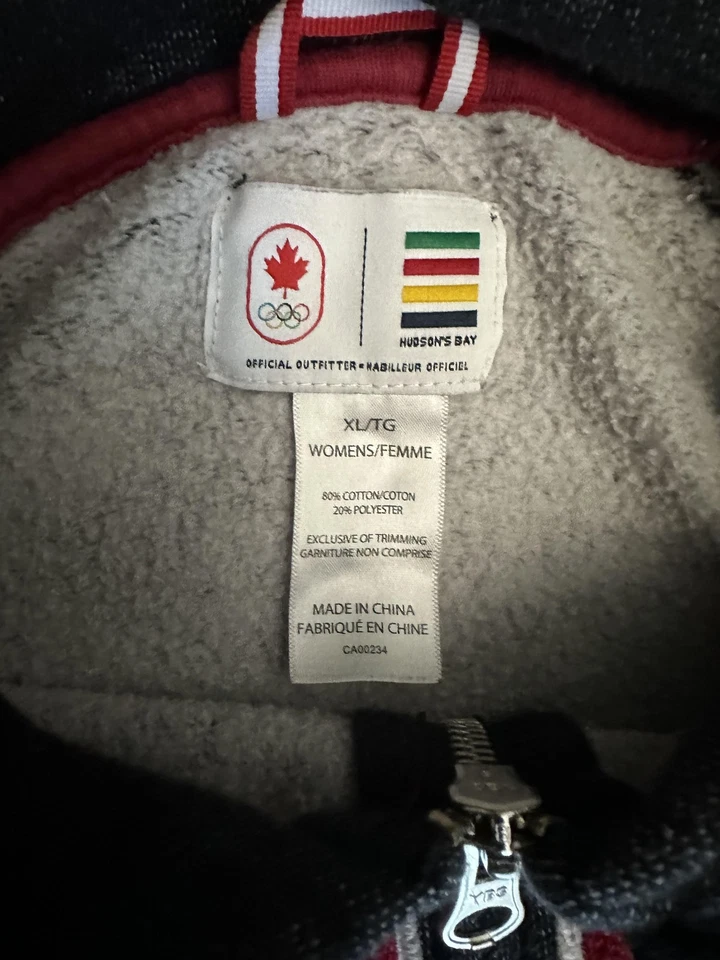 HUDSON'S BAY
OFFICIAL OUTFITTER • HABILLEUR OFFICIEL
XL/TG
WOMENS/FEMME
80% COTTON/COTON
20% POLYESTER
EXCLUSIVE OF TRIMMING
GARNITURE NON COMPRISE
MADE IN CHINA
FABRIQUÉ EN CHINE
CA00234